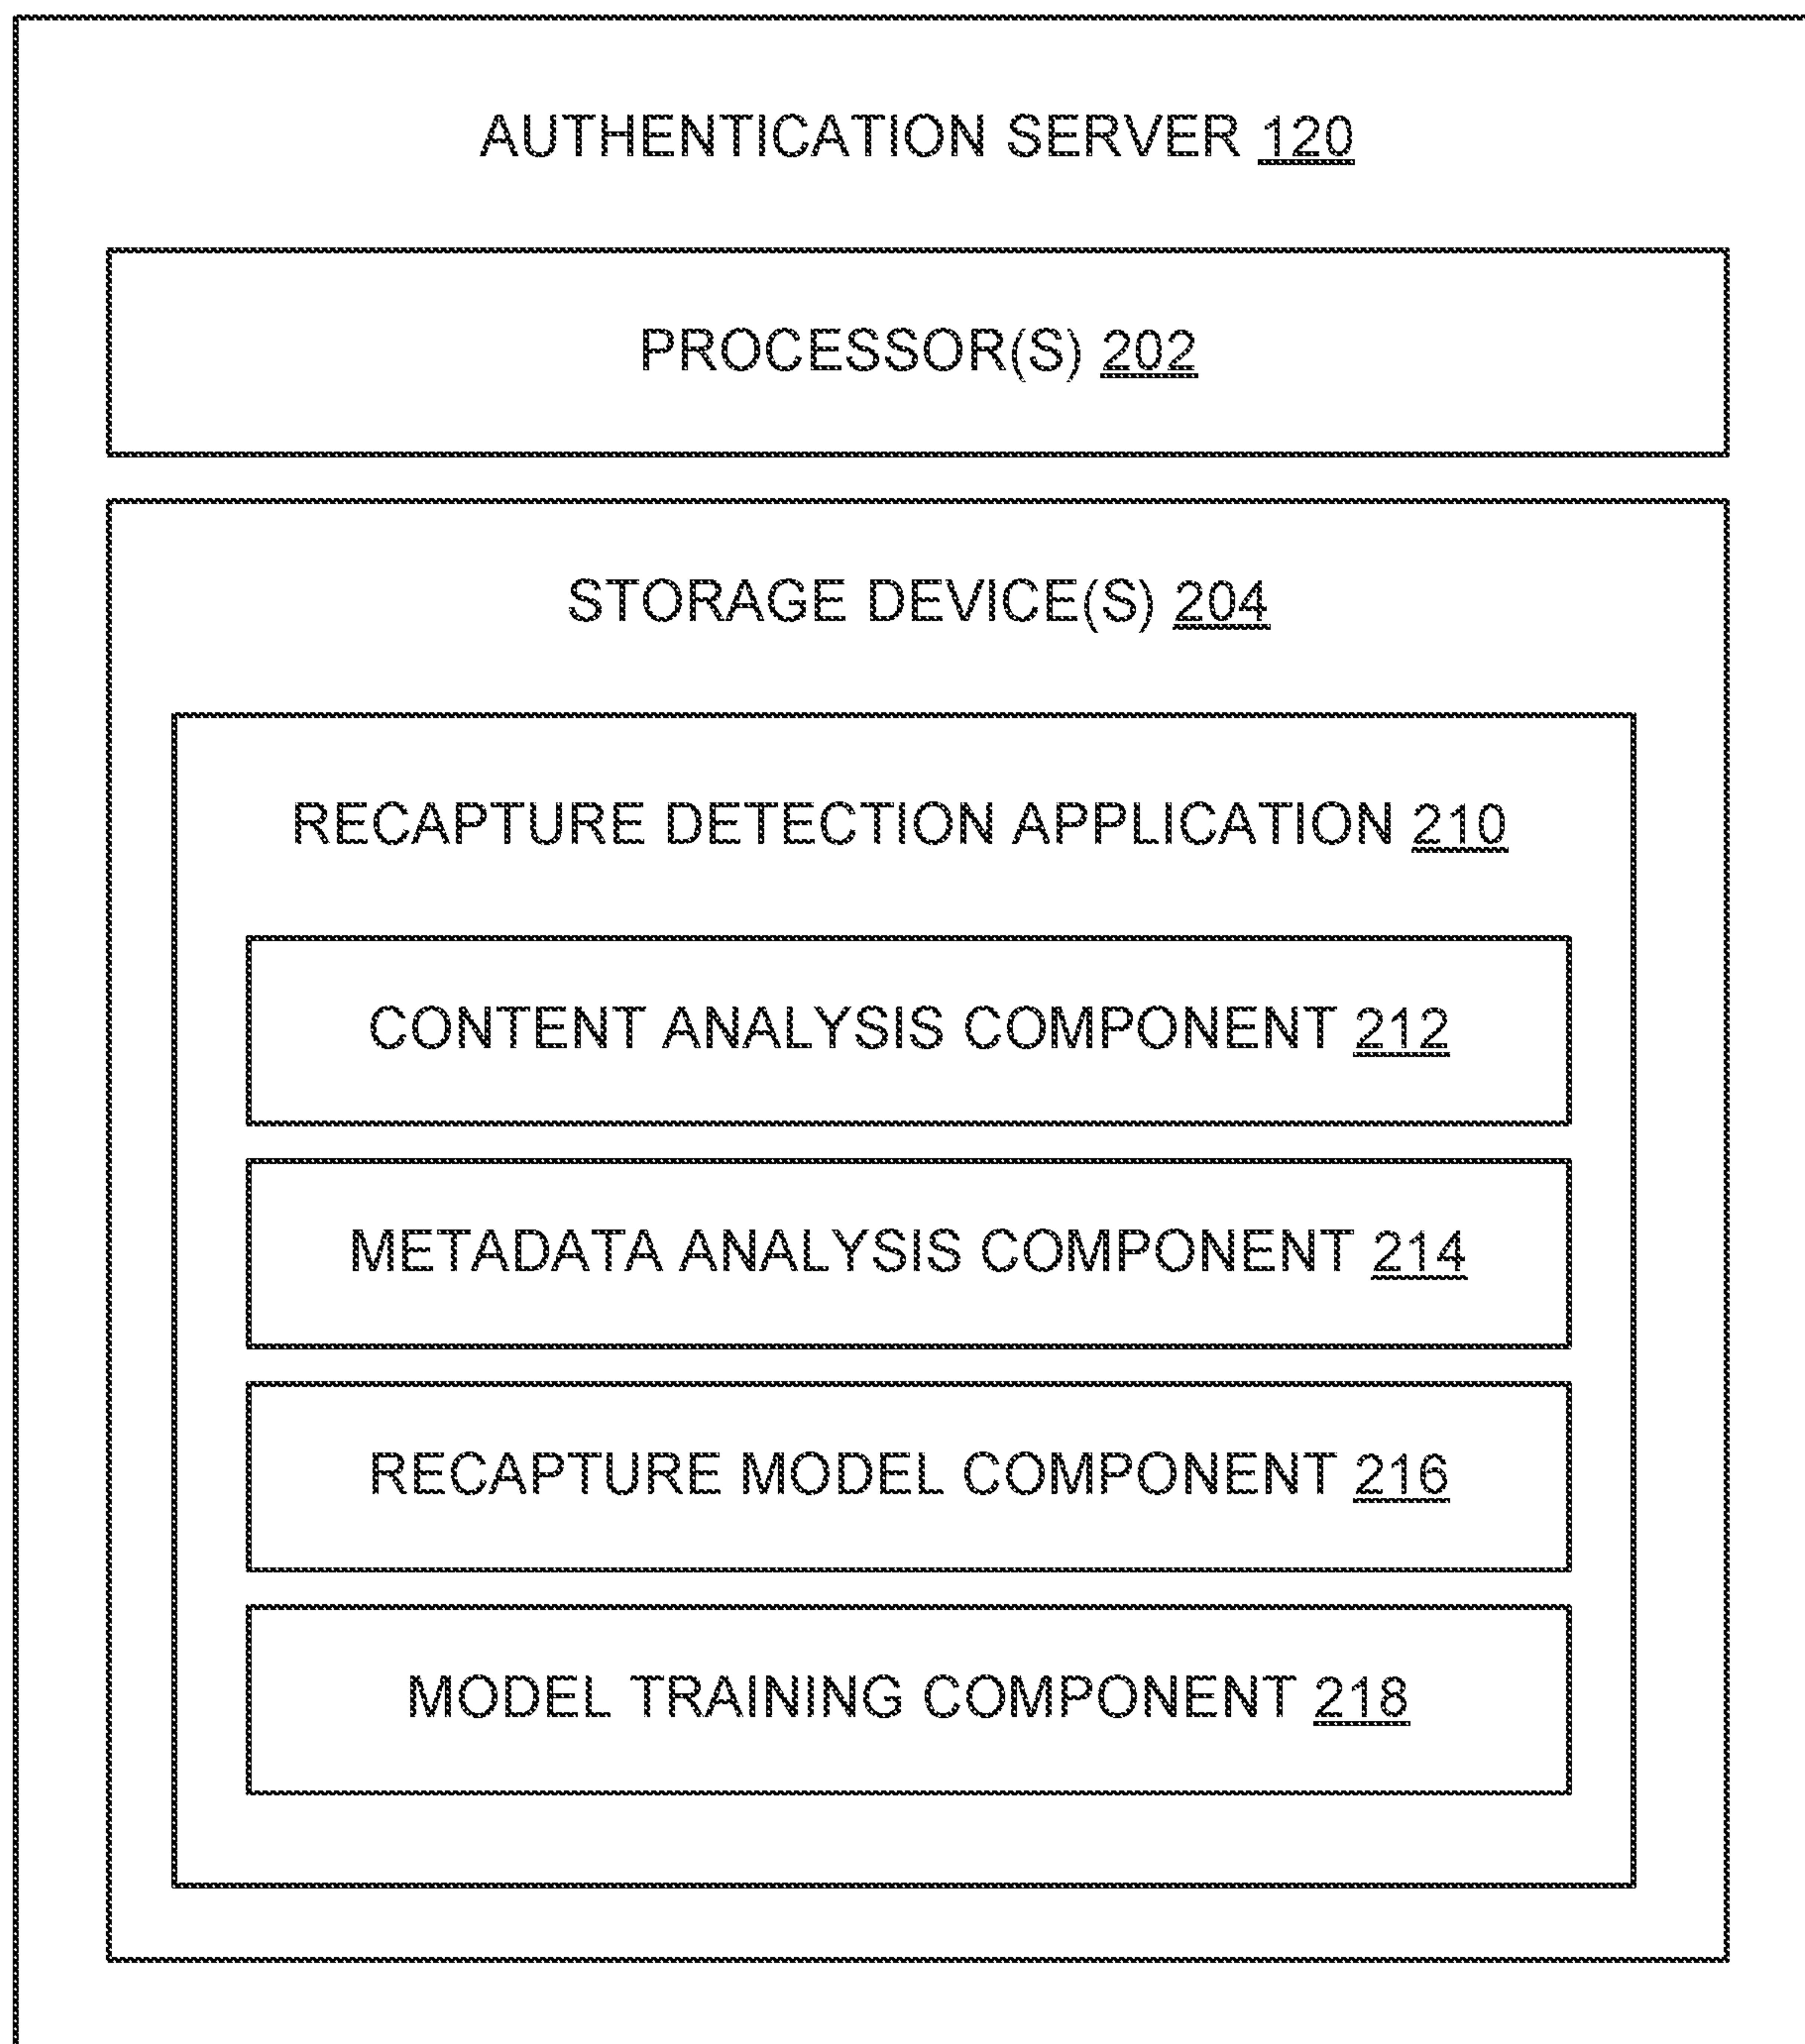 AUTHENTICATION SERVER 120
PROCESSOR(S) 202
STORAGE DEVICE(S) 204
RECAPTURE DETECTION APPLICATION 210
CONTENT ANALYSIS COMPONENT 212
METADATA ANALYSIS COMPONENT 214
RECAPTURE MODEL COMPONENT 216
MODEL TRAINING COMPONENT 218